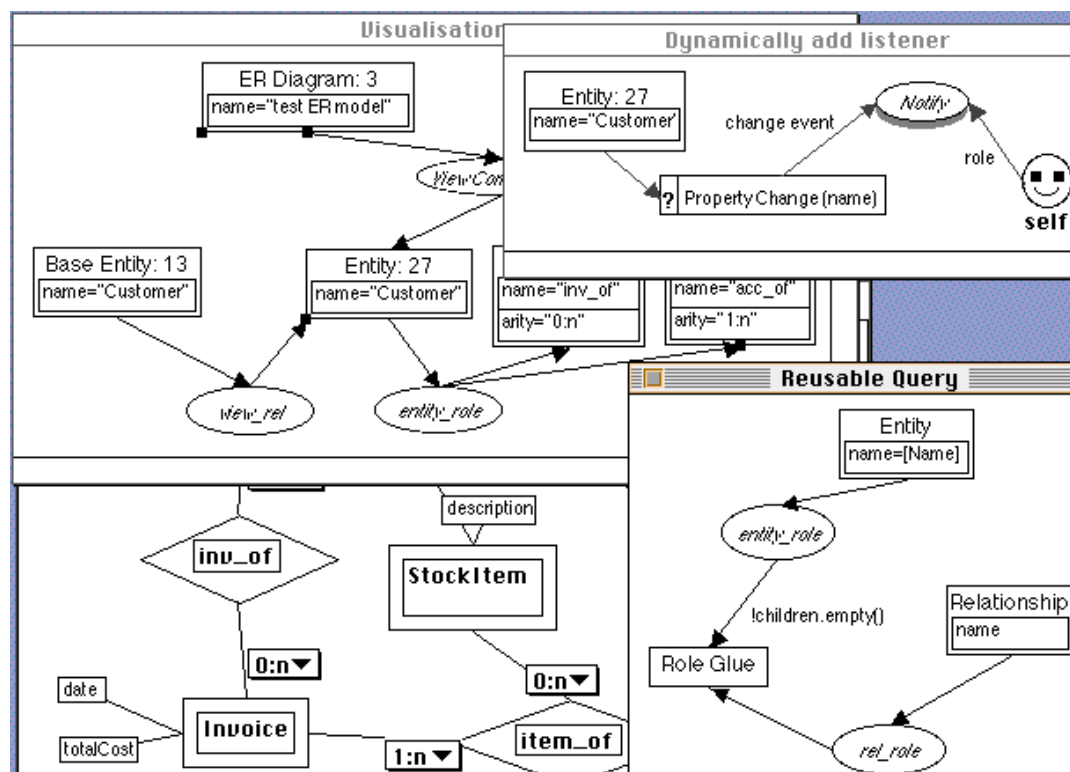 Visualisation
ER Diagram: 3
name="test ER model"
Base Entity: 13
name="Customer"
Entity: 27
name="Customer"
name="inv_of"
arity="0:n"
name="acc_of"
arity="1:n"
view_rel
entity_role
Dynamically add listener
Entity: 27
name="Customer"
change event
Notify
role
? PropertyChange (name)
self
Reusable Query
Entity
name=[Name]
entity_role
!children.empty()
Relationship
name
Role Glue
rel_role
description
inv_of
StockItem
0:n
0:n
date
Invoice
totalCost
1:n
item_of